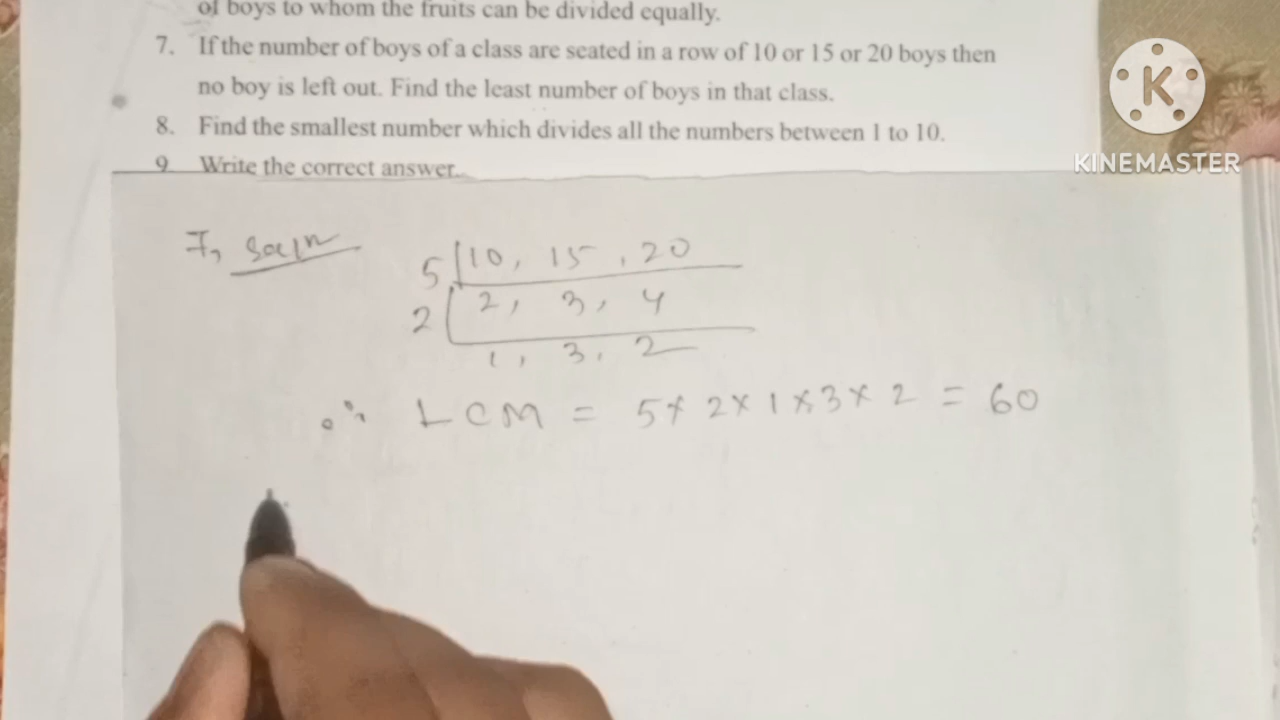 of boys to whom the fruits can be divided equally.
7. If the number of boys of a class are seated in a row of 10 or 15 or 20 boys then
no boy is left out. Find the least number of boys in that class.
8. Find the smallest number which divides all the numbers between 1 to 10.
9. Write the correct answer.
K
KINEMASTER
7, Soln
5 | 10, 15, 20
2 | 2, 3, 4
1, 3, 2
∴ LCM = 5 × 2 × 1 × 3 × 2 = 60